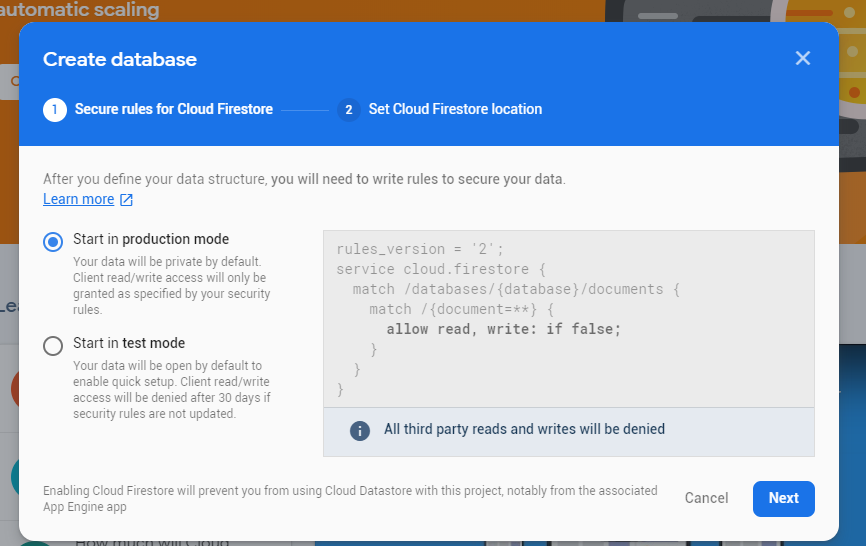 automatic scaling
Create database
1 Secure rules for Cloud Firestore
2 Set Cloud Firestore location
After you define your data structure, you will need to write rules to secure your data.
Learn more
Start in production mode
Your data will be private by default.
Client read/write access will only be
granted as specified by your security
rules.
Start in test mode
Your data will be open by default to
enable quick setup. Client read/write
access will be denied after 30 days if
security rules are not updated.
rules_version = '2';
service cloud.firestore {
  match /databases/{database}/documents {
    match /{document=**} {
      allow read, write: if false;
    }
  }
}
All third party reads and writes will be denied
Enabling Cloud Firestore will prevent you from using Cloud Datastore with this project, notably from the associated
App Engine app
Cancel
Next
How much will Cloud